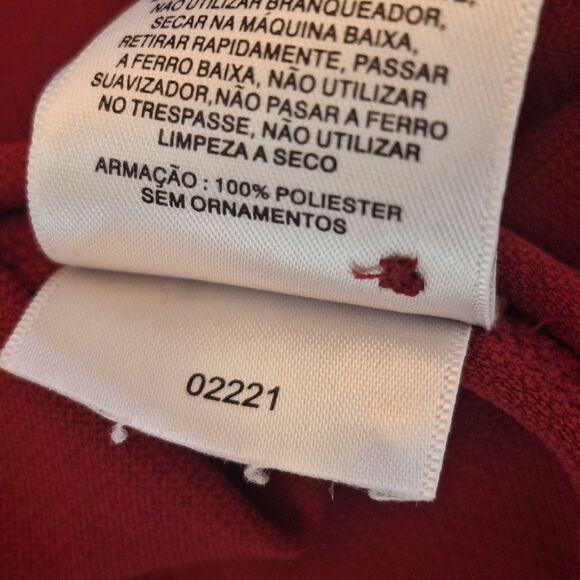 NÃO UTILIZAR BRANQUEADOR,
SECAR NA MÁQUINA BAIXA,
RETIRAR RAPIDAMENTE, PASSAR
A FERRO BAIXA, NÃO UTILIZAR
SUAVIZADOR,NÃO PASAR A FERRO
NO TRESPASSE, NÃO UTILIZAR
LIMPEZA A SECO
ARMAÇÃO : 100% POLIESTER
SEM ORNAMENTOS
02221